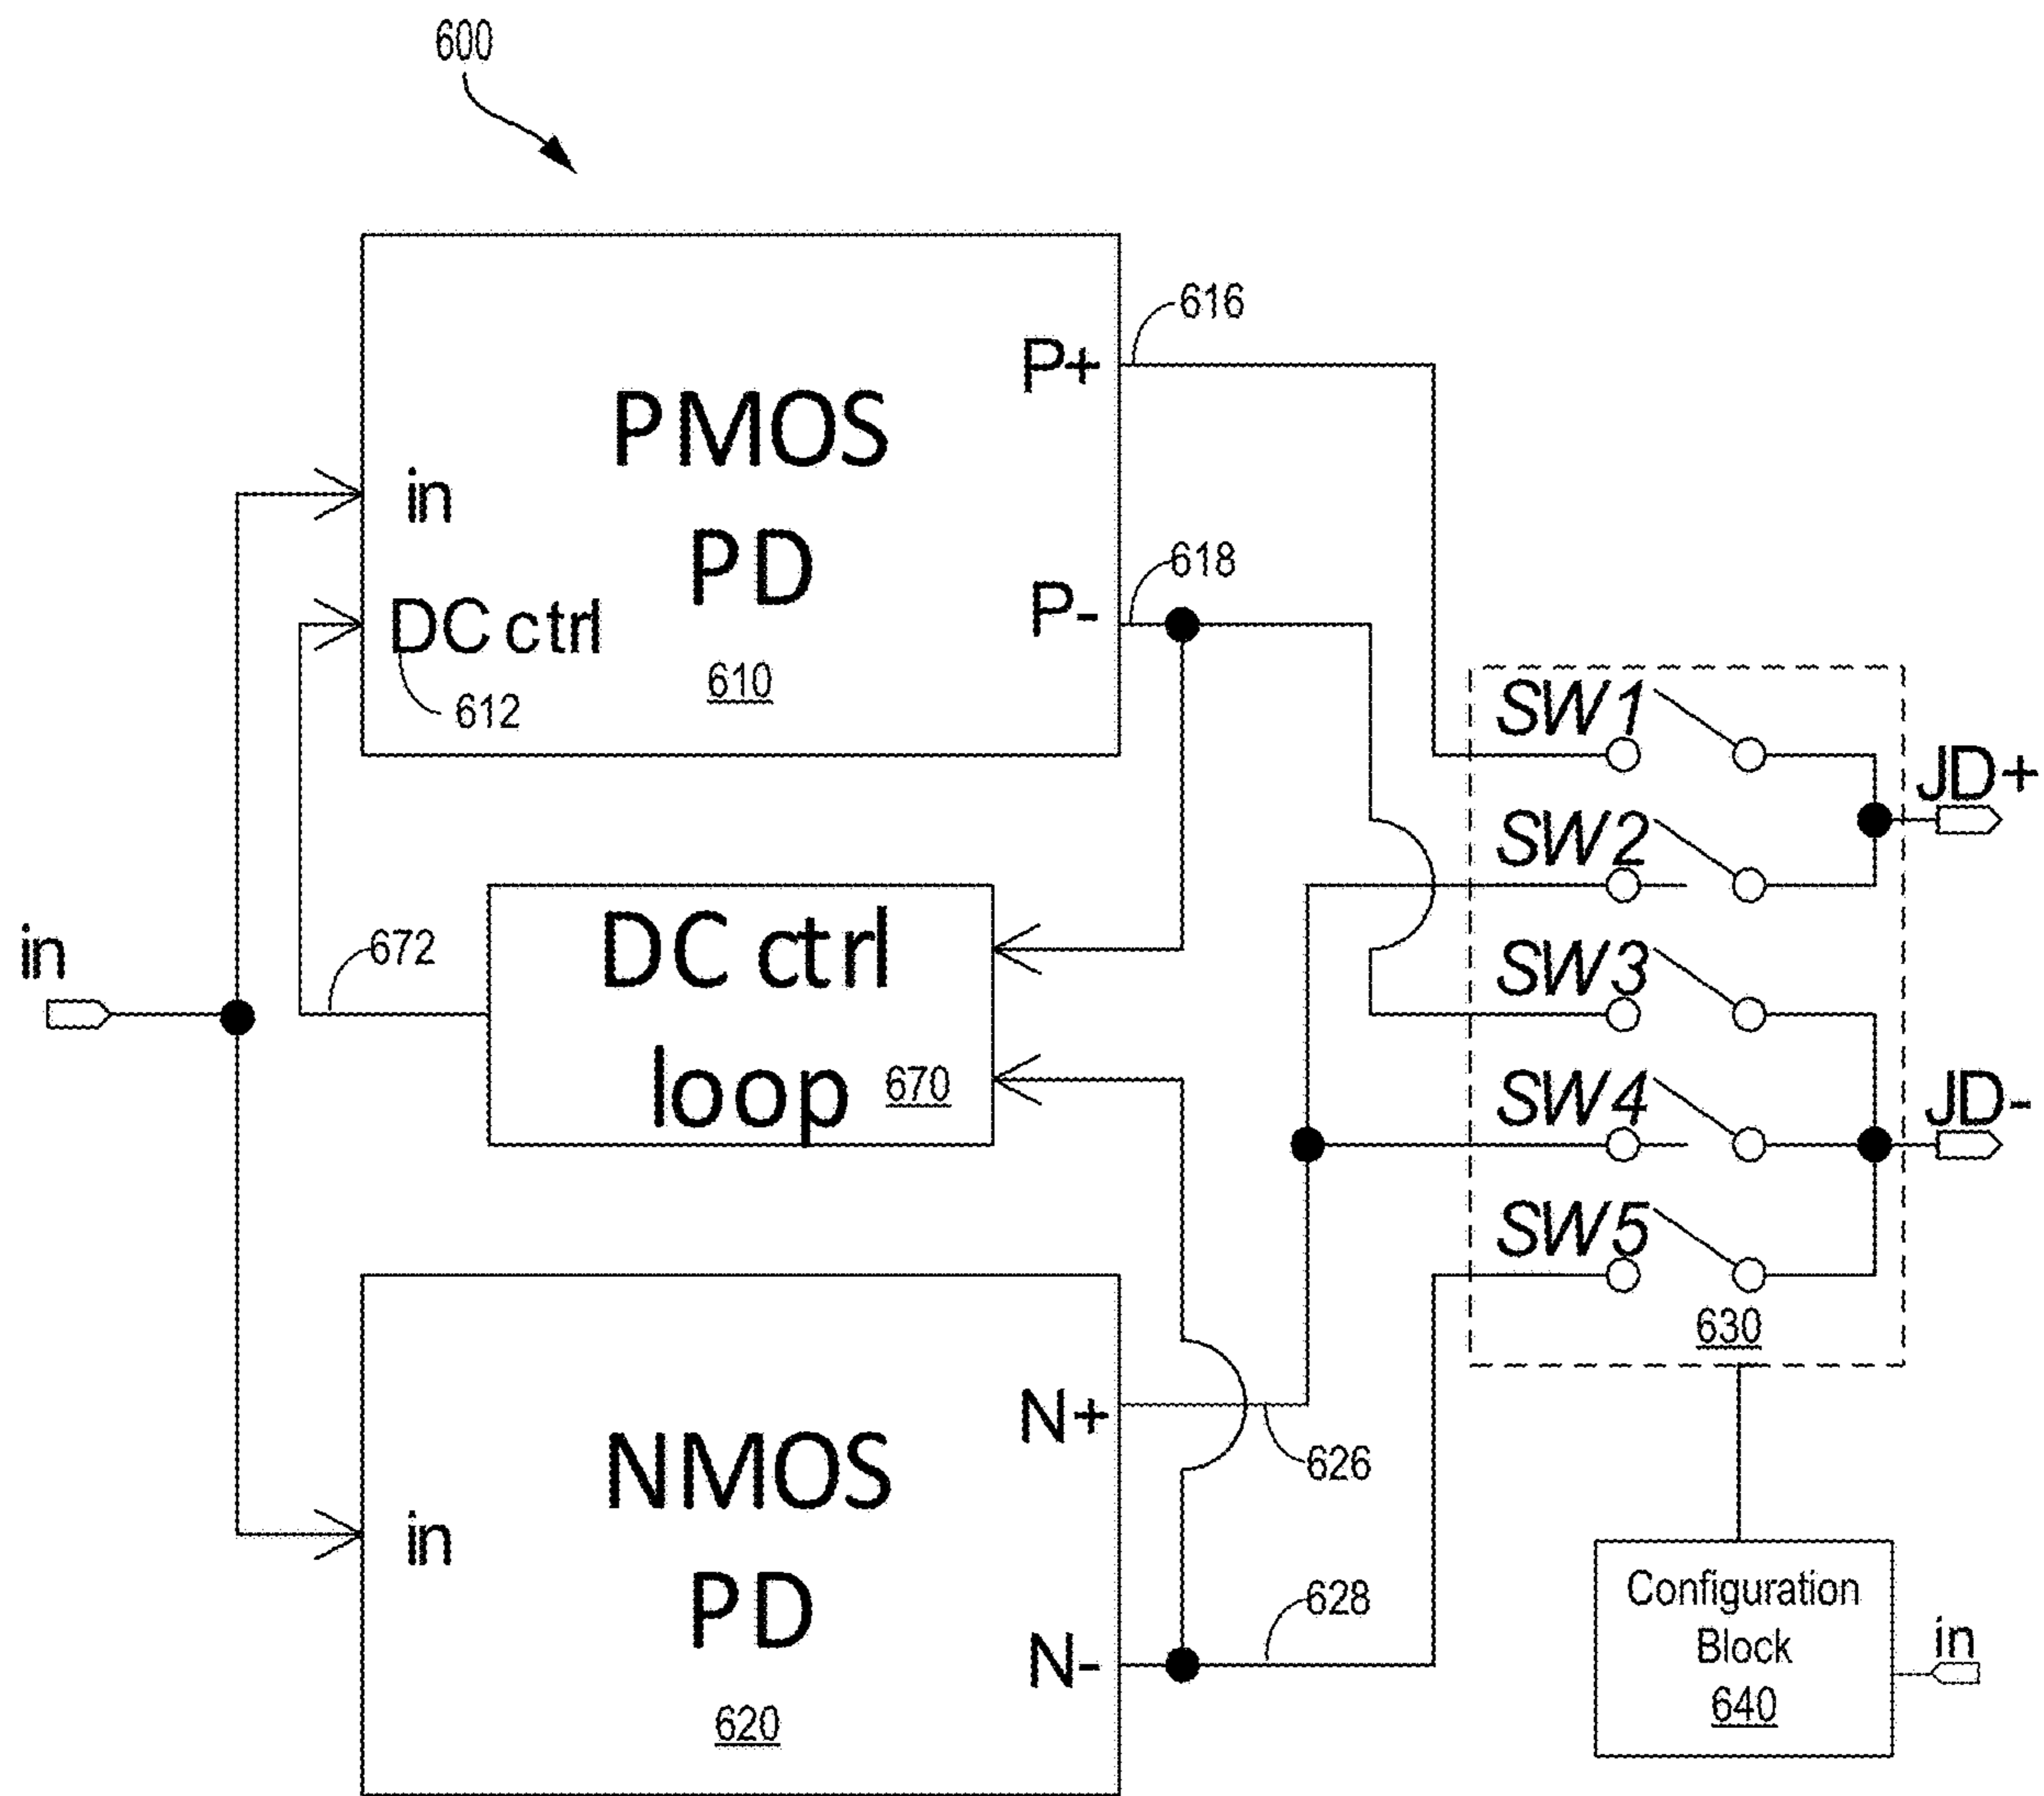 600
PMOS
PD
610
in
DC ctrl
612
P+
616
P-
618
in
672
DC ctrl
loop 670
SW1
SW2
SW3
SW4
SW5
630
JD+
JD-
NMOS
PD
620
in
N+
626
N-
628
Configuration
Block
640
in